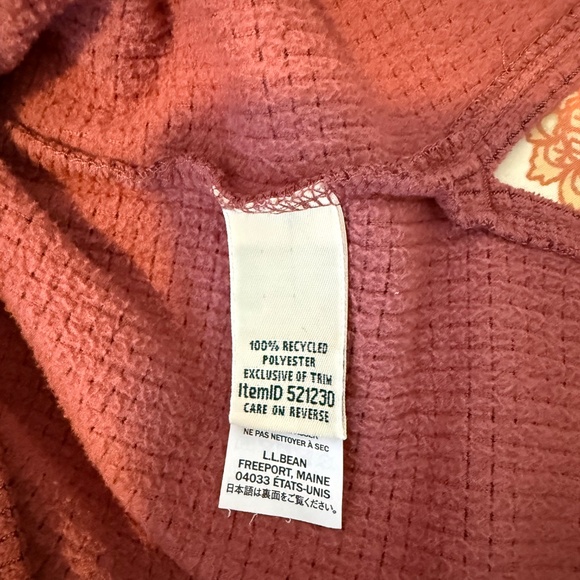 100% RECYCLED
POLYESTER
EXCLUSIVE OF TRIM
ItemID 521230
CARE ON REVERSE
NE PAS NETTOYER À SEC
L.L.BEAN
FREEPORT, MAINE
04033 ÉTATS-UNIS
日本語は裏面をご覧ください